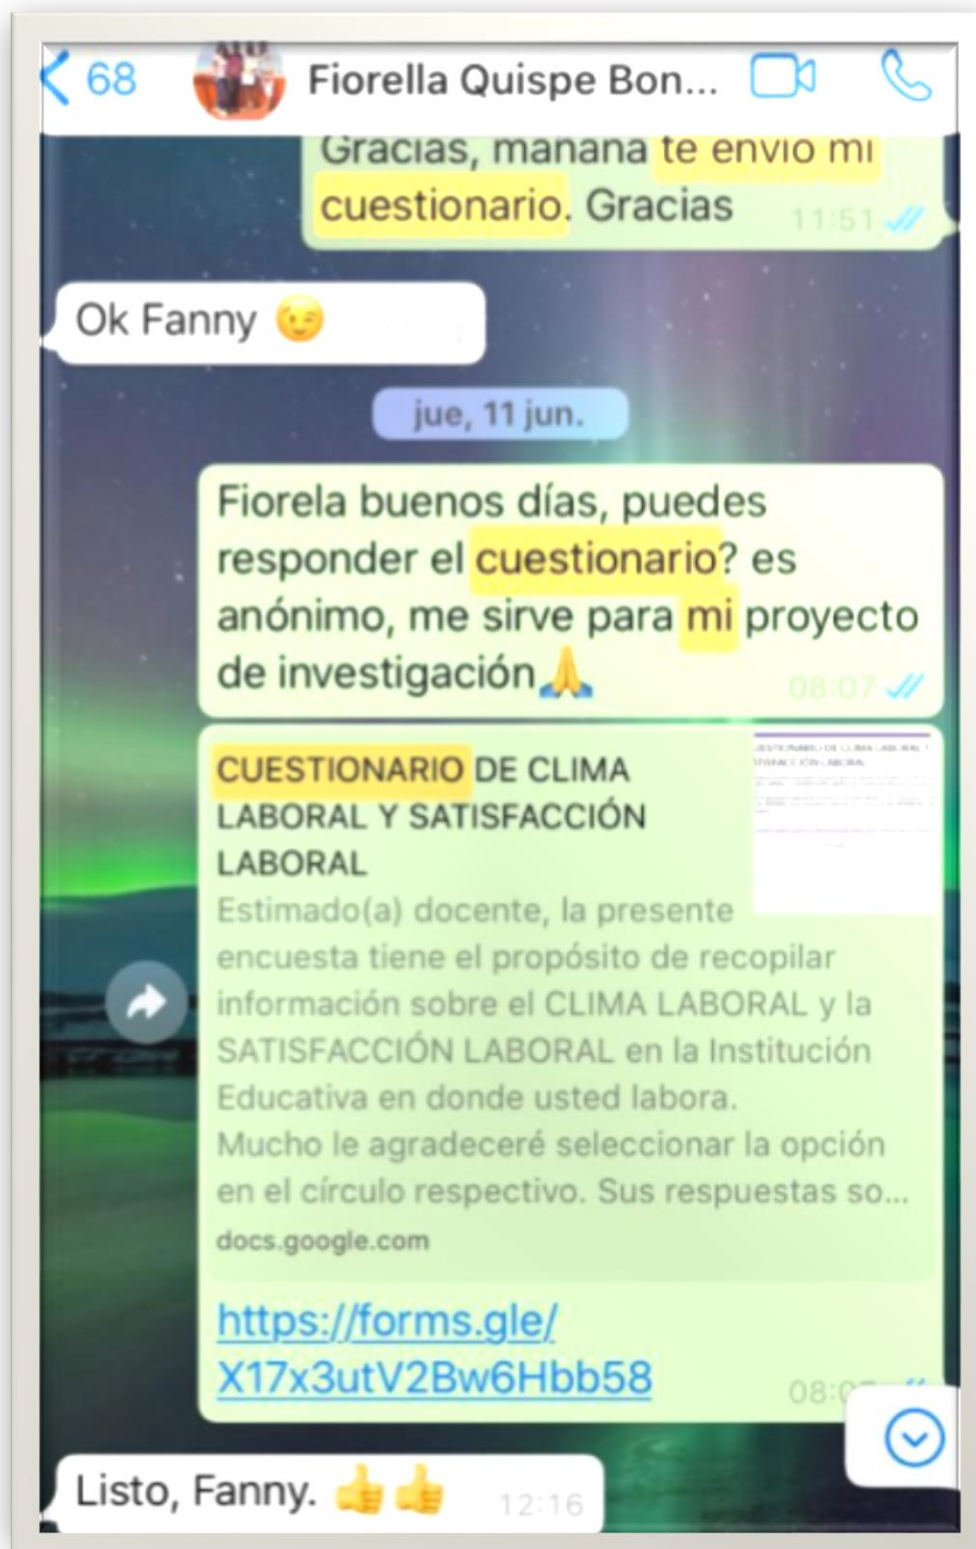 68 Fiorella Quispe Bon...
Gracias, mañana te envío mi
cuestionario. Gracias 11:51
Ok Fanny 😉
jue, 11 jun.
Fiorela buenos días, puedes
responder el cuestionario? es
anónimo, me sirve para mi proyecto
de investigación🙏 08:07
CUESTIONARIO DE CLIMA
LABORAL Y SATISFACCIÓN
LABORAL
Estimado(a) docente, la presente
encuesta tiene el propósito de recopilar
información sobre el CLIMA LABORAL y la
SATISFACCIÓN LABORAL en la Institución
Educativa en donde usted labora.
Mucho le agradeceré seleccionar la opción
en el círculo respectivo. Sus respuestas so...
docs.google.com
https://forms.gle/
X17x3utV2Bw6Hbb58
Listo, Fanny. 👍👍 12:16